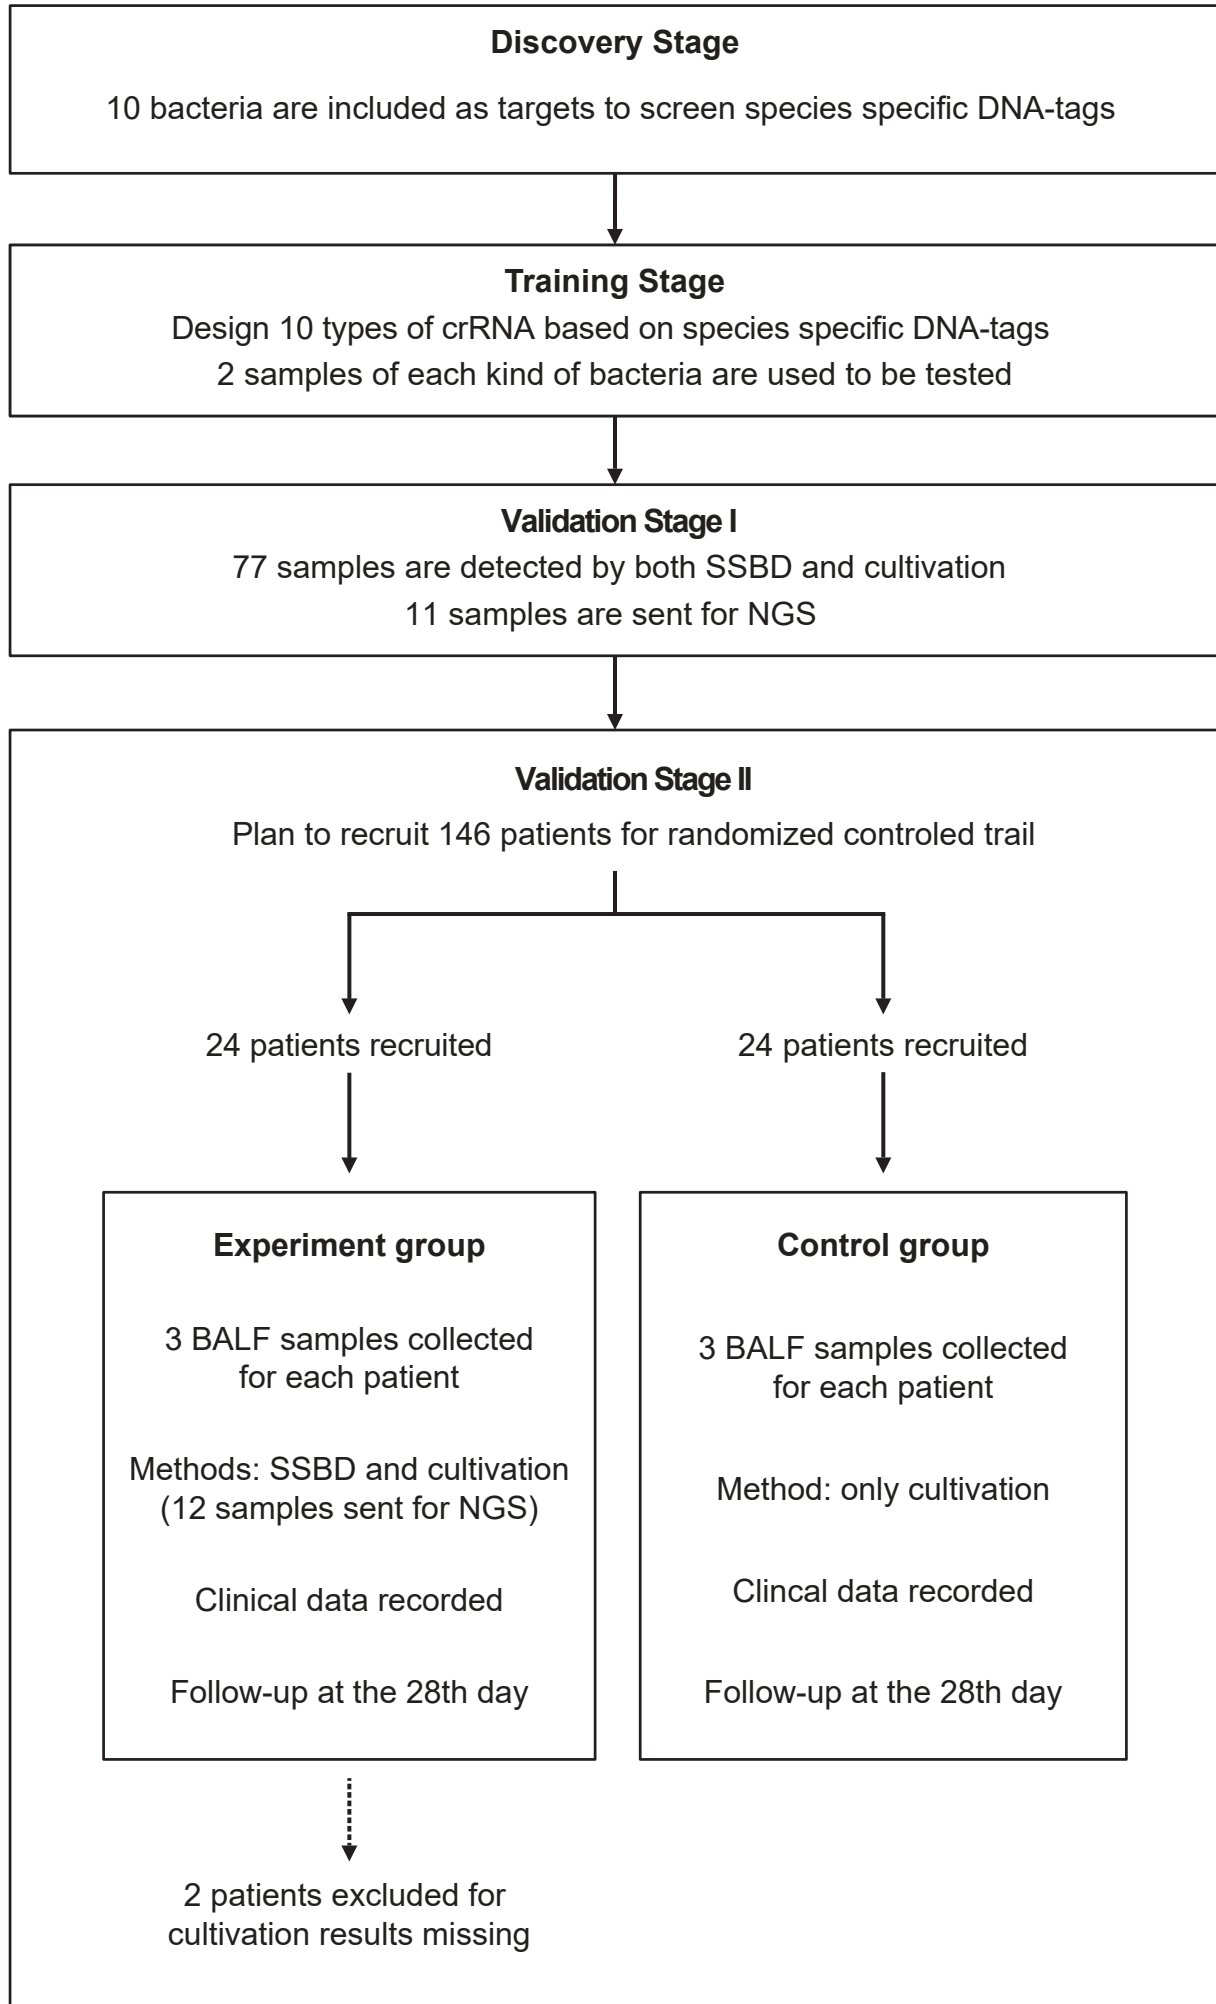 Discovery Stage
10 bacteria are included as targets to screen species specific DNA-tags
Training Stage
Design 10 types of crRNA based on species specific DNA-tags
2 samples of each kind of bacteria are used to be tested
Validation Stage I
77 samples are detected by both SSBD and cultivation
11 samples are sent for NGS
Validation Stage II
Plan to recruit 146 patients for randomized controled trail
24 patients recruited
24 patients recruited
Experiment group
3 BALF samples collected
for each patient
Methods: SSBD and cultivation
(12 samples sent for NGS)
Clinical data recorded
Follow-up at the 28th day
Control group
3 BALF samples collected
for each patient
Method: only cultivation
Clincal data recorded
Follow-up at the 28th day
2 patients excluded for
cultivation results missing